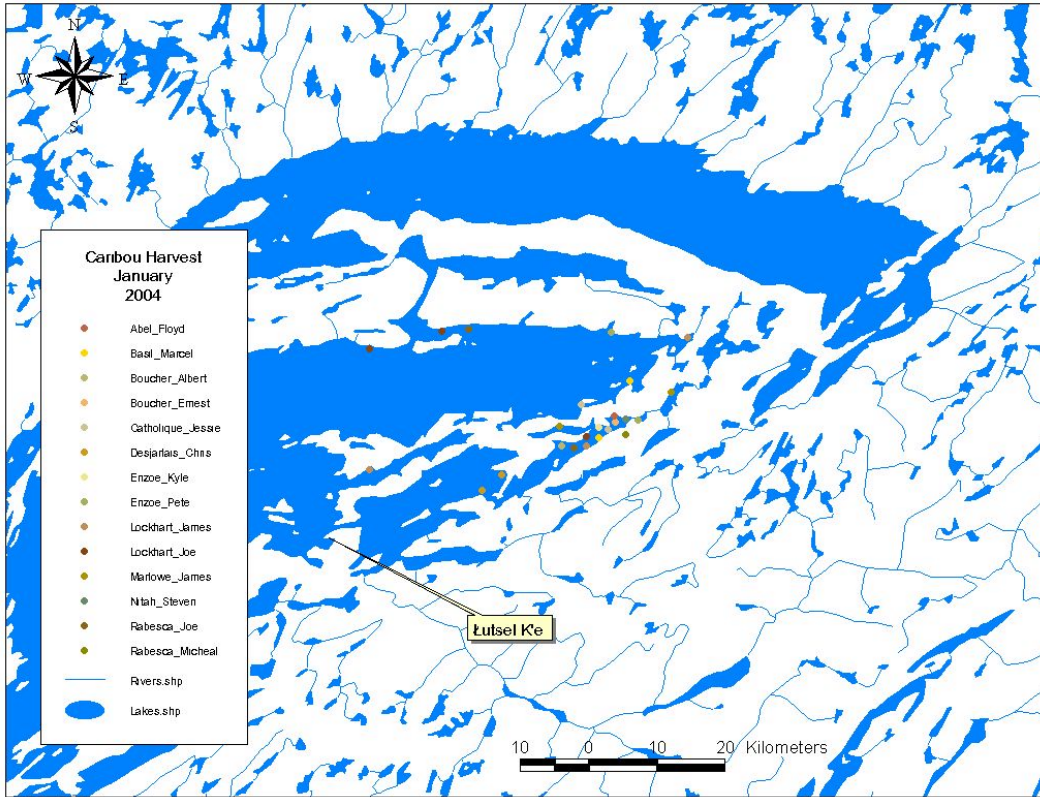 N
W E
S
Caribou Harvest
January
2004
Abel_Floyd
Basil_Marcel
Boucher_Albert
Boucher_Ernest
Catholique_Jessie
Desjarlais_Chris
Enzoe_Kyle
Enzoe_Pete
Lockhart_James
Lockhart_Joe
Marlowe_James
Nitah_Steven
Rabesca_Joe
Rabesca_Micheal
Rivers.shp
Lakes.shp
Łutsel K'e
10 0 10 20 Kilometers